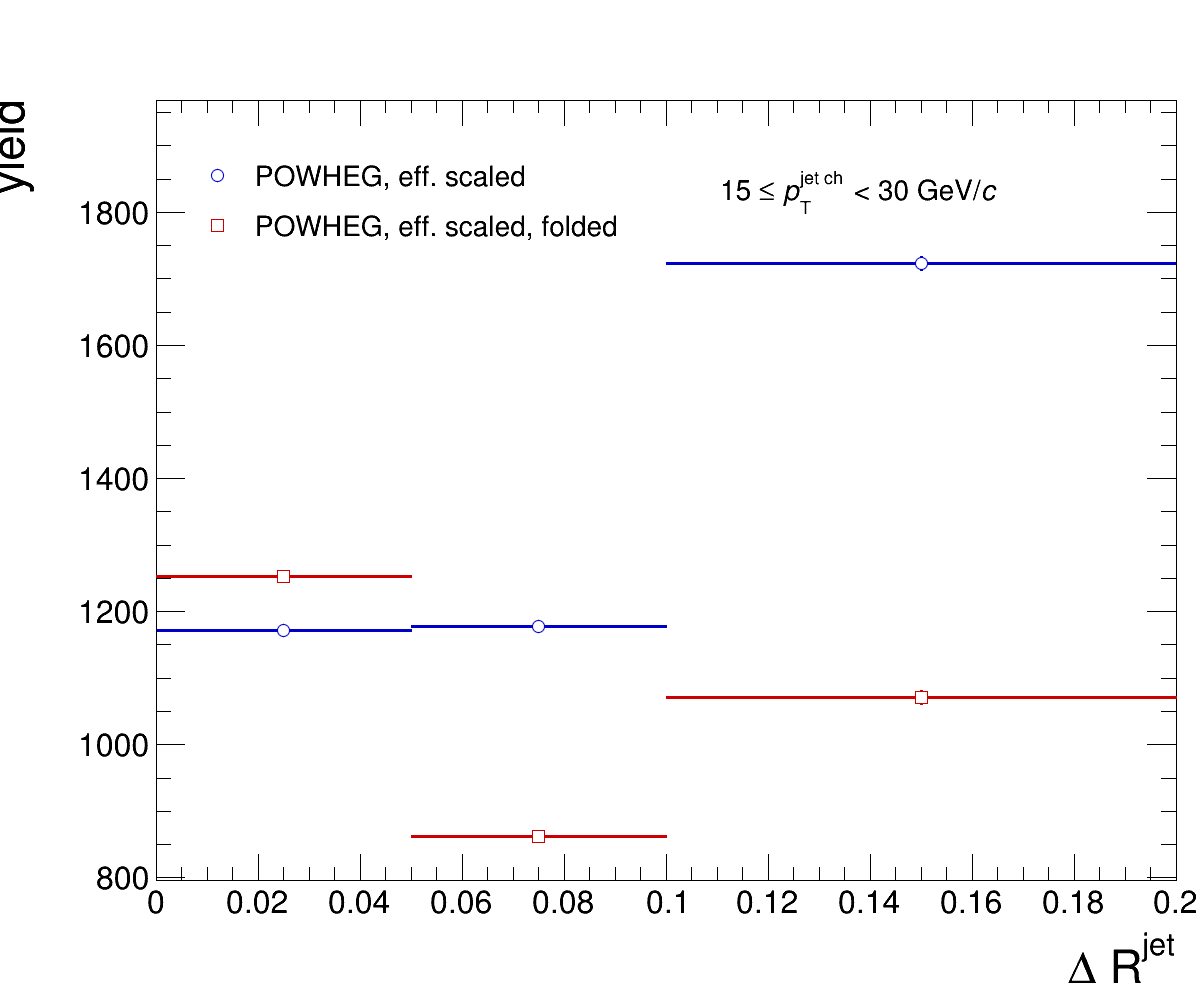 yield
POWHEG, eff. scaled
POWHEG, eff. scaled, folded
15 ≤ p_T^{jet ch} < 30 GeV/c
1800
1600
1400
1200
1000
800
0 0.02 0.04 0.06 0.08 0.1 0.12 0.14 0.16 0.18 0.2
Δ R^{jet}